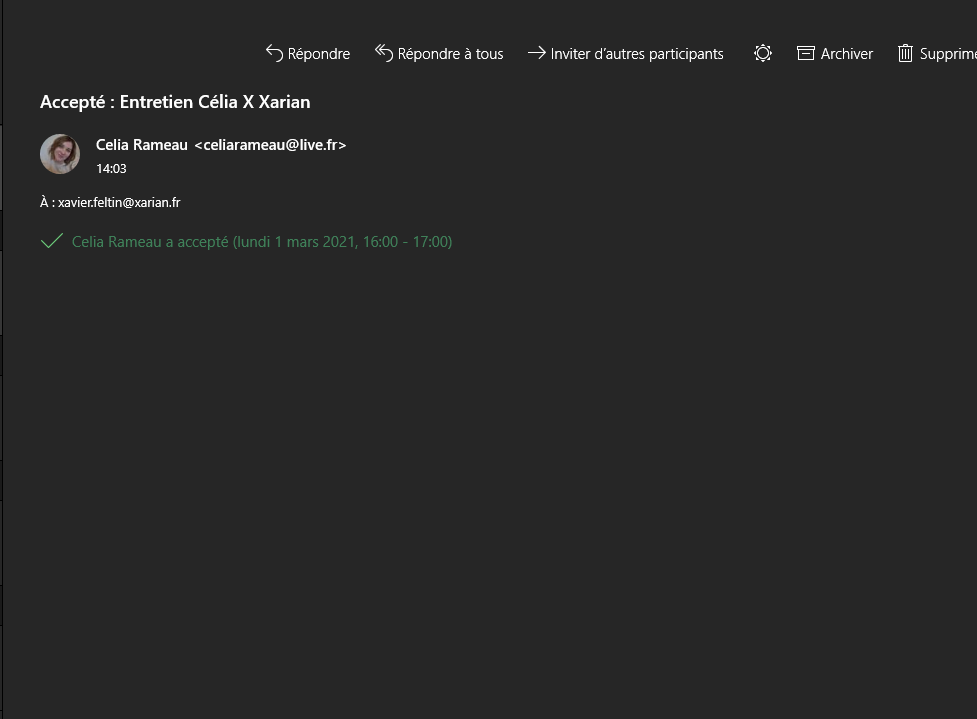 Répondre Répondre à tous Inviter d'autres participants Archiver Supprime
Accepté : Entretien Célia X Xarian
Celia Rameau <celiarameau@live.fr>
14:03
À : xavier.feltin@xarian.fr
Celia Rameau a accepté (lundi 1 mars 2021, 16:00 - 17:00)